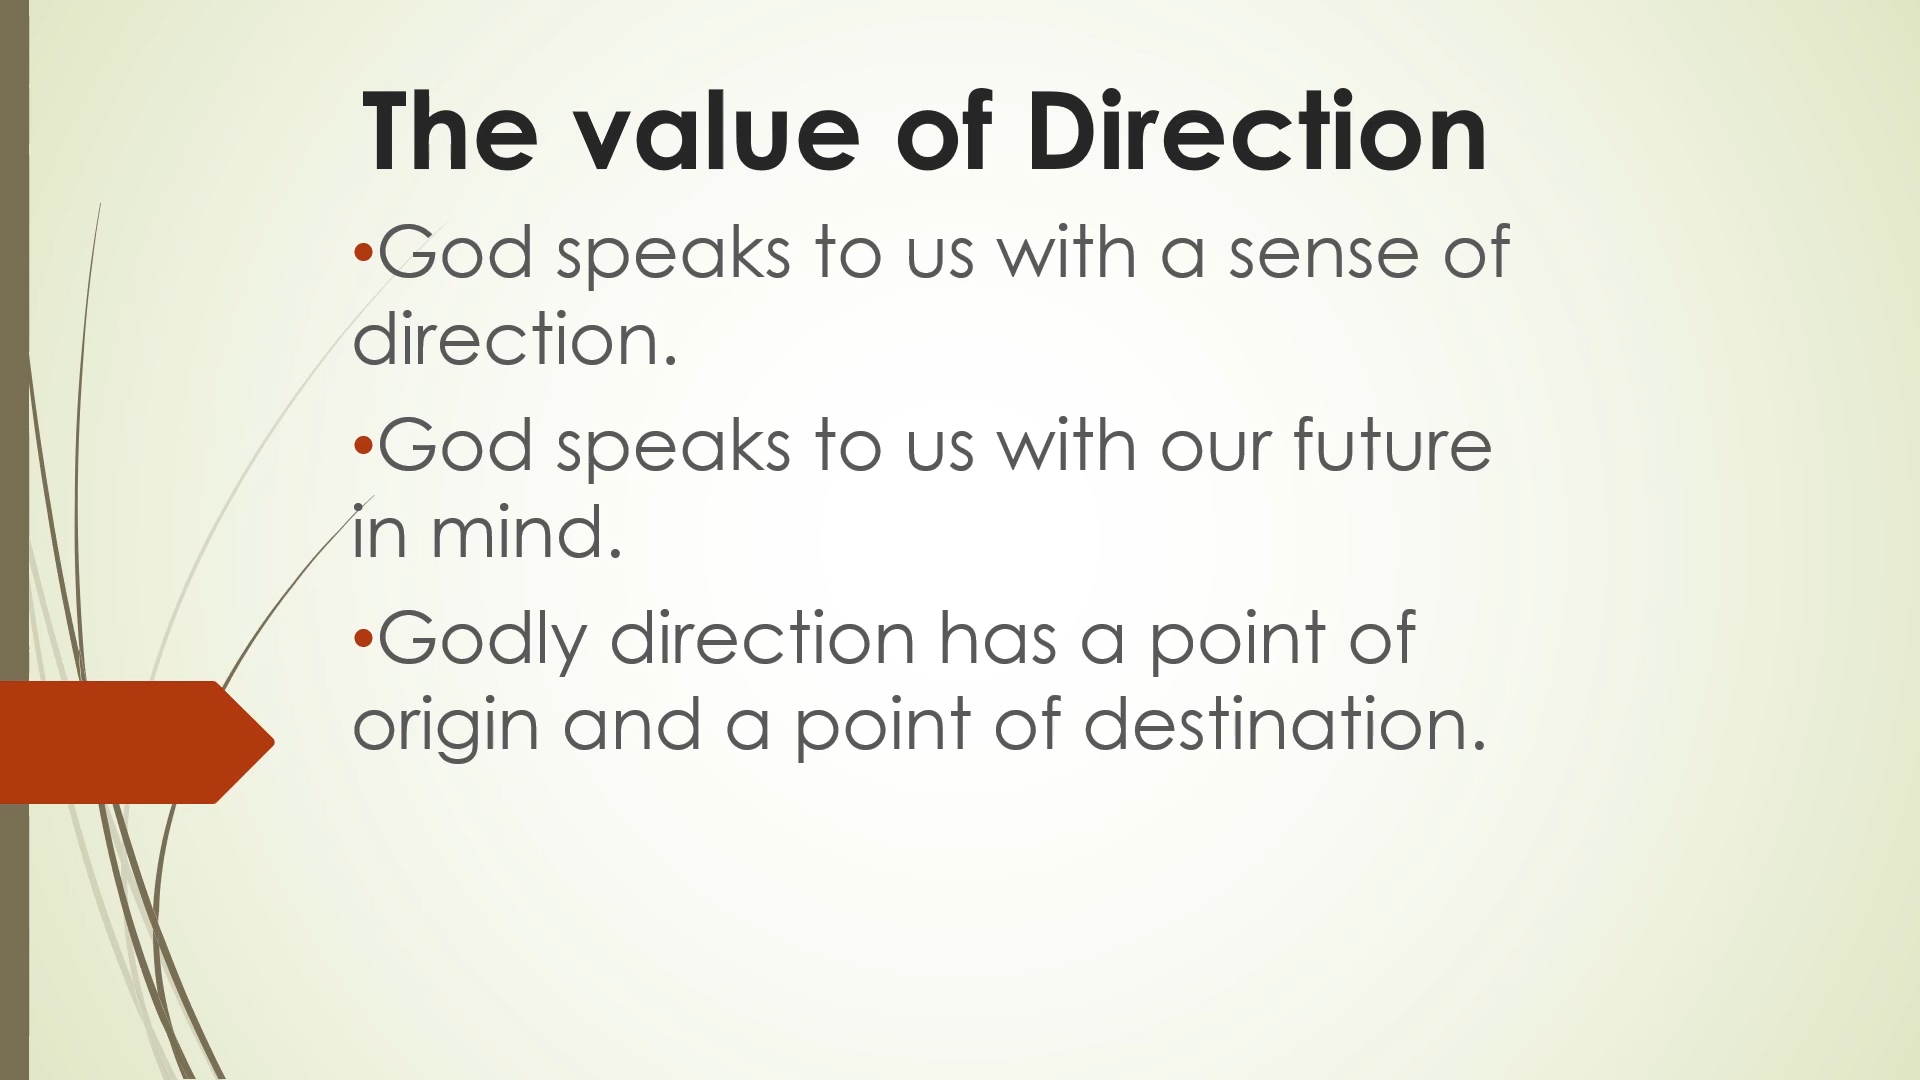 The value of Direction
•God speaks to us with a sense of
direction.
•God speaks to us with our future
in mind.
•Godly direction has a point of
origin and a point of destination.